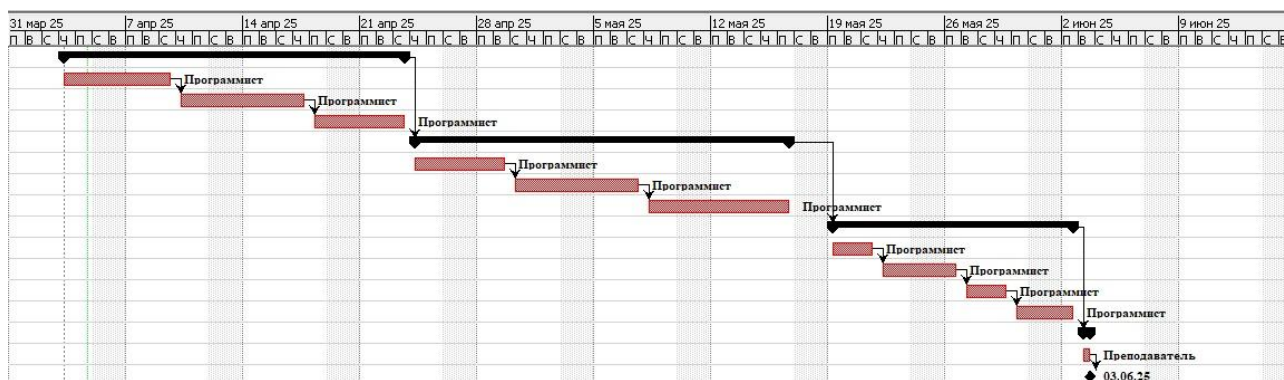 31 мар 25 7 апр 25 14 апр 25 21 апр 25 28 апр 25 5 мая 25 12 мая 25 19 мая 25 26 мая 25 2 июн 25 9 июн 25
П В С Ч П С В П В С Ч П С В П В С Ч П С В П В С Ч П С В П В С Ч П С В П В С Ч П С В П В С Ч П С В П В С Ч П С В П В С Ч П С В П В С Ч П С В П В С Ч П С В
Программист
Программист
Программист
Программист
Программист
Программист
Программист
Программист
Программист
Программист
Преподаватель
03.06.25